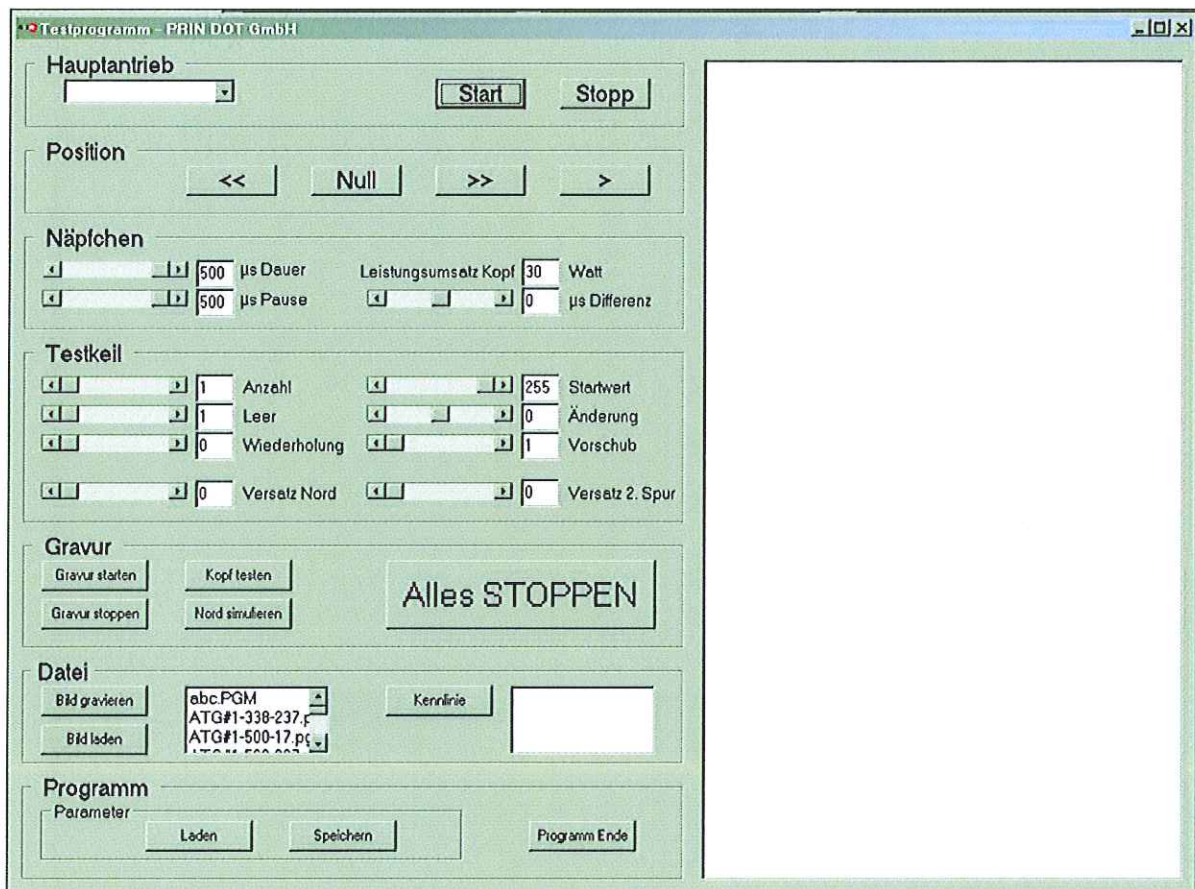 Testprogramm - PRIN DOT GmbH
Hauptantrieb
Start Stopp
Position
<< Null >> >
Näpfchen
500 µs Dauer Leistungsumsatz Kopf 30 Watt
500 µs Pause 0 µs Differenz
Testkeil
1 Anzahl 255 Startwert
1 Leer 0 Änderung
0 Wiederholung 1 Vorschub
0 Versatz Nord 0 Versatz 2. Spur
Gravur
Gravur starten Kopf testen Alles STOPPEN
Gravur stoppen Nord simulieren
Datei
Bild gravieren abc.PGM Kennlinie
ATG#1-338-237.p
Bild laden ATG#1-500-17.pg
Programm
Parameter
Laden Speichern Programm Ende